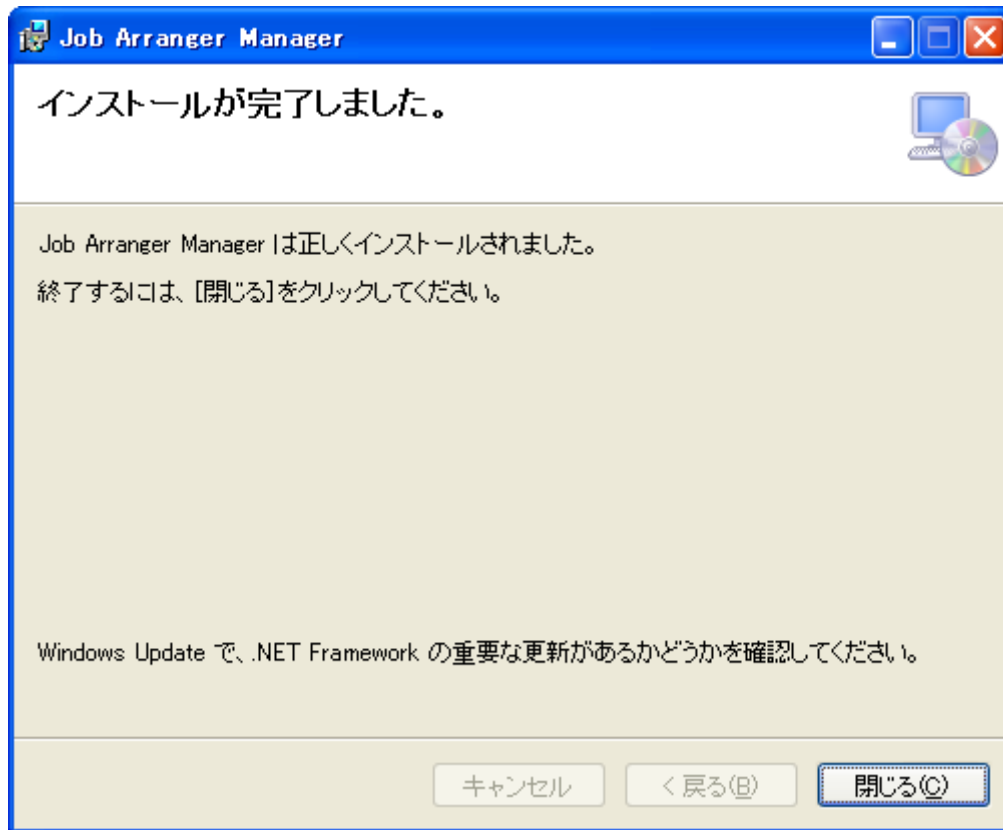 Job Arranger Manager
インストールが完了しました。
Job Arranger Manager は正しくインストールされました。
終了するには、[閉じる]をクリックしてください。
Windows Update で、.NET Framework の重要な更新があるかどうかを確認してください。
キャンセル
< 戻る(B)
閉じる(C)